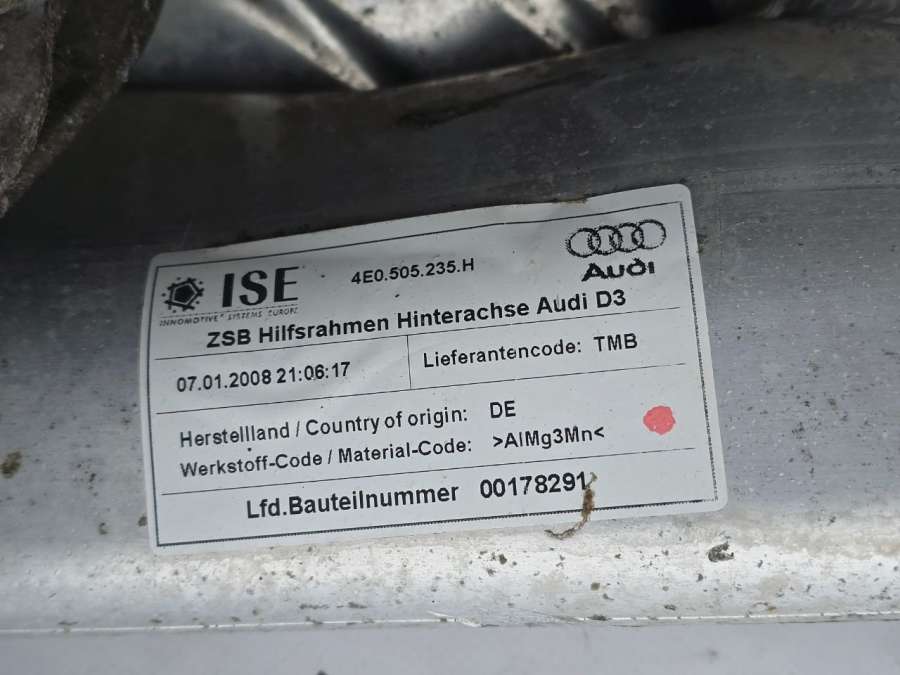 ISE
INNOMOTIVE SYSTEMS EUROPE
4E0.505.235.H
Audi
ZSB Hilfsrahmen Hinterachse Audi D3
07.01.2008 21:06:17
Lieferantencode: TMB
Herstellland / Country of origin: DE
Werkstoff-Code / Material-Code: >AlMg3Mn<
Lfd.Bauteilnummer 00178291